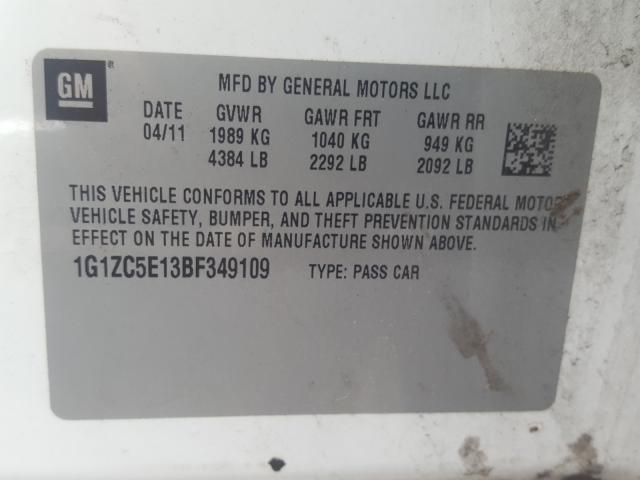 GM ®
MFD BY GENERAL MOTORS LLC
DATE GVWR GAWR FRT GAWR RR
04/11 1989 KG 1040 KG 949 KG
4384 LB 2292 LB 2092 LB
THIS VEHICLE CONFORMS TO ALL APPLICABLE U.S. FEDERAL MOTOR
VEHICLE SAFETY, BUMPER, AND THEFT PREVENTION STANDARDS IN
EFFECT ON THE DATE OF MANUFACTURE SHOWN ABOVE.
1G1ZC5E13BF349109 TYPE: PASS CAR